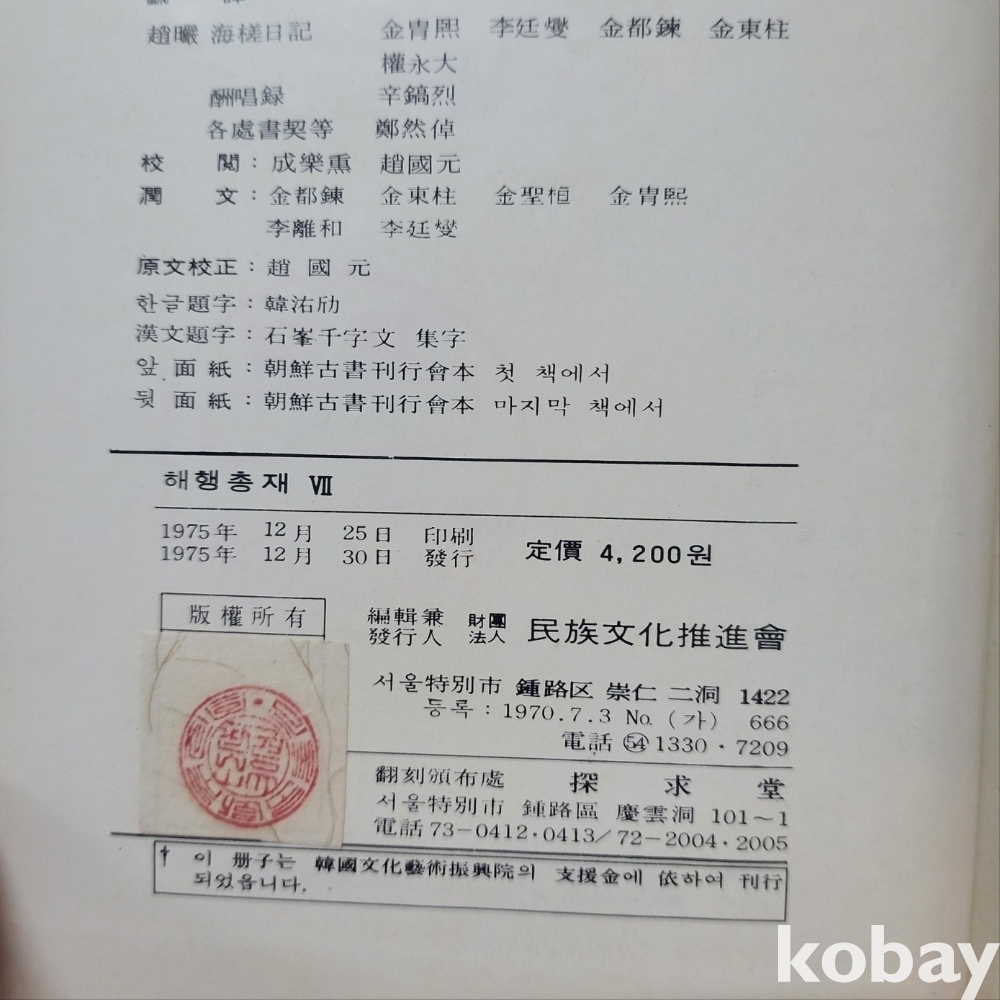 趙曮 海槎日記 金胄熙 李廷燮 金都鍊 金東柱
權永大
酬唱録 辛鎬烈
各處書契等 鄭然倬
校 閱 : 成樂熏 趙國元
潤 文 : 金都鍊 金東柱 金聖桓 金胄熙
李離和 李廷燮
原文校正 : 趙 國 元
한글題字 : 韓㳓劤
漢文題字 : 石峯千字文 集字
앞 面 紙 : 朝鮮古書刊行會本 첫 책에서
뒷 面 紙 : 朝鮮古書刊行會本 마지막 책에서
해행총재 Ⅶ
1975年 12月 25日 印刷
1975年 12月 30日 發行
定價 4,200원
版權所有
編輯兼 發行人 財團 法人 民族文化推進會
서울特別市 鍾路区 崇仁 二洞 1422
등록 : 1970.7.3 No. (가) 666
電話 54 1330·7209
翻刻頒布處 探 求 堂
서울特別市 鍾路區 慶雲洞 101~1
電話 73-0412·0413/72-2004·2005
† 이 册子는 韓國文化藝術振興院의 支援金에 依하여 刊行
되었읍니다.
kobay